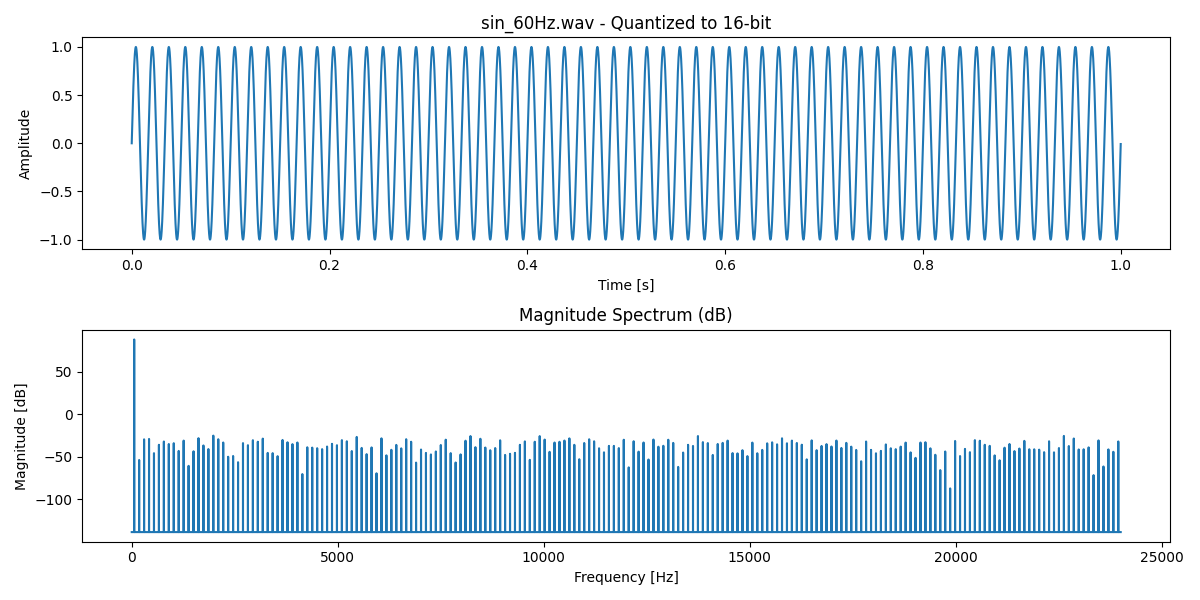 sin_60Hz.wav - Quantized to 16-bit
1.0
0.5
0.0
−0.5
−1.0
Amplitude
0.0 0.2 0.4 0.6 0.8 1.0
Time [s]
Magnitude Spectrum (dB)
50
0
−50
−100
Magnitude [dB]
0 5000 10000 15000 20000 25000
Frequency [Hz]